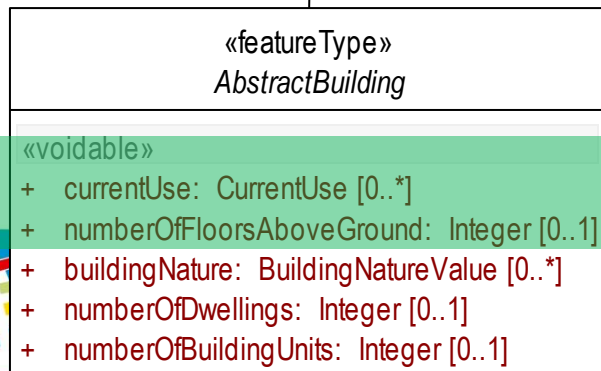 «featureType»
AbstractBuilding
«voidable»
+ currentUse: CurrentUse [0..*]
+ numberOfFloorsAboveGround: Integer [0..1]
+ buildingNature: BuildingNatureValue [0..*]
+ numberOfDwellings: Integer [0..1]
+ numberOfBuildingUnits: Integer [0..1]